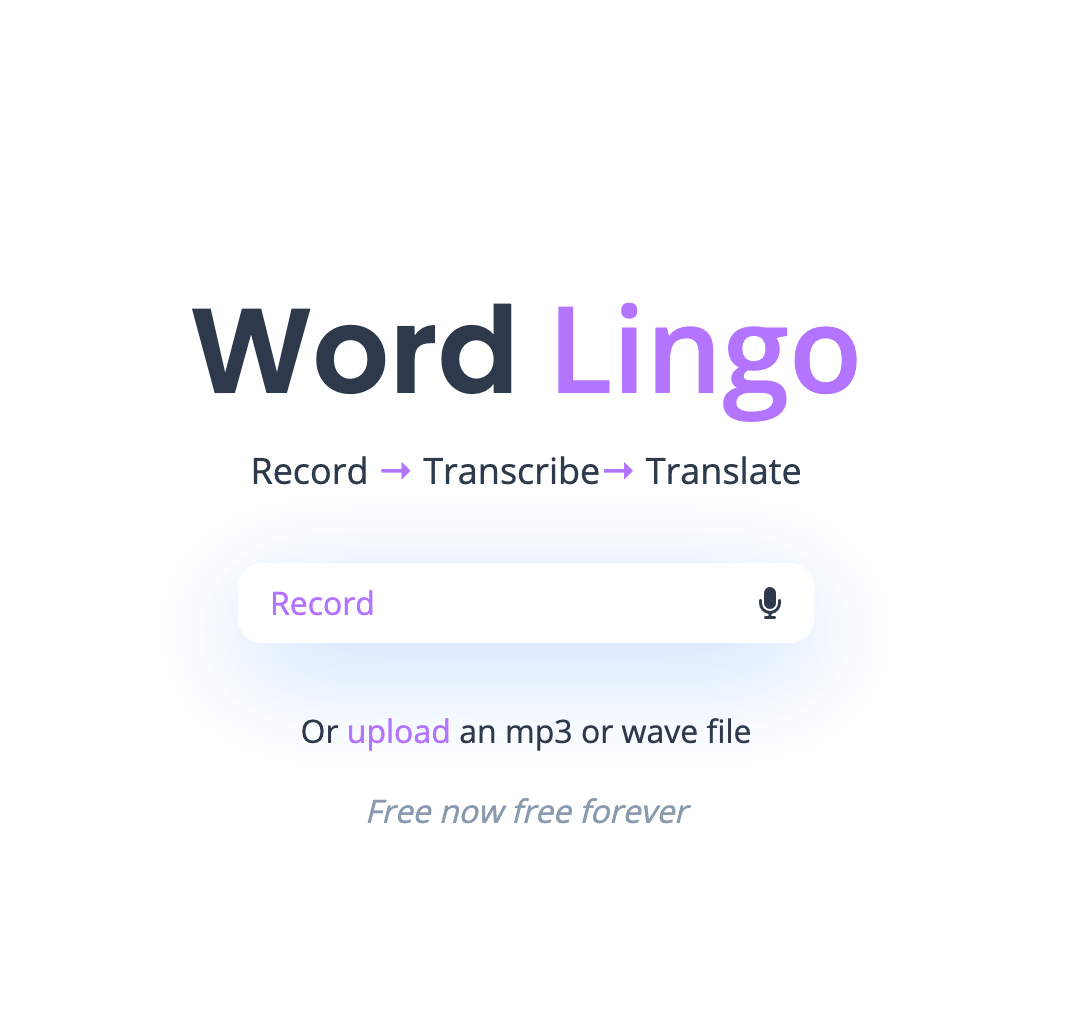 Word Lingo
Record → Transcribe→ Translate
Record
Or upload an mp3 or wave file
Free now free forever